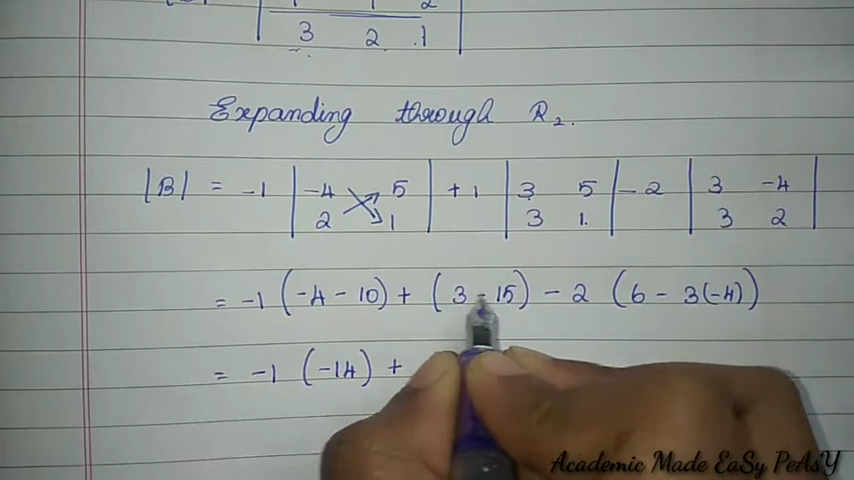 3 2 1
Expanding through R₂.
|B| = -1 | -4 5 | + 1 | 3 5 | - 2 | 3 -4 |
2 1 3 1. 3 2
= -1 (-4 - 10) + (3 - 15) - 2 (6 - 3(-4))
= -1 (-14) +
Academic Made EaSy PeAsY